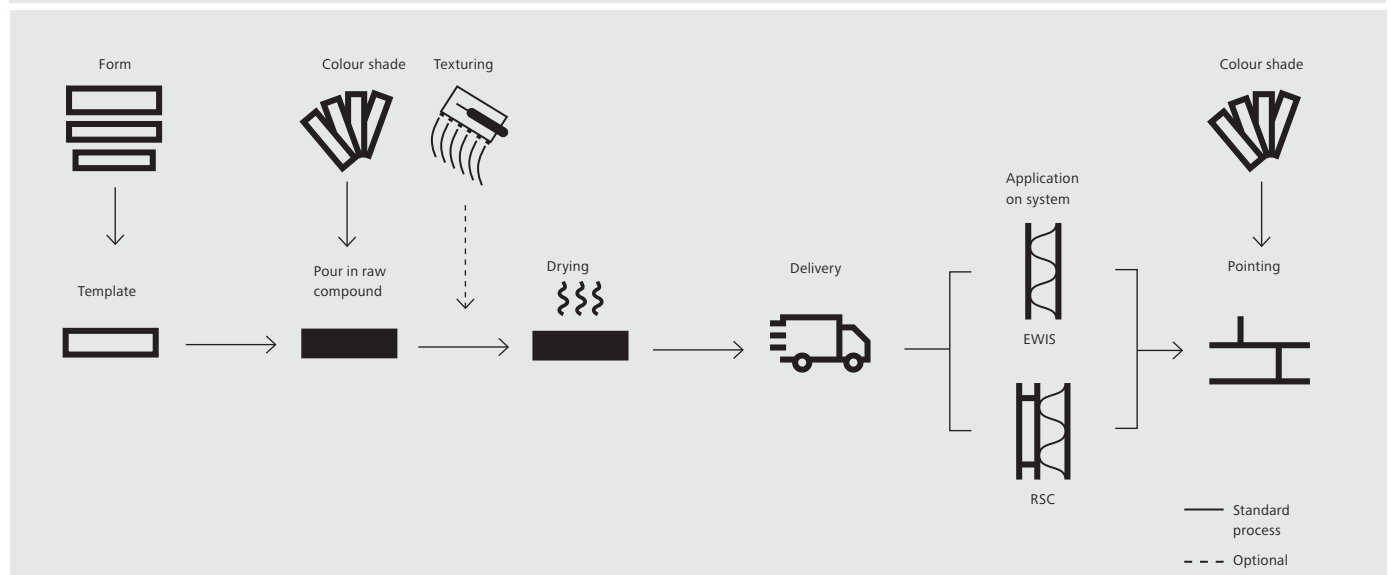 Form
Colour shade
Texturing
Colour shade
Application
on system
Template
Pour in raw
compound
Drying
Delivery
Pointing
EWIS
RSC
Standard
process
Optional